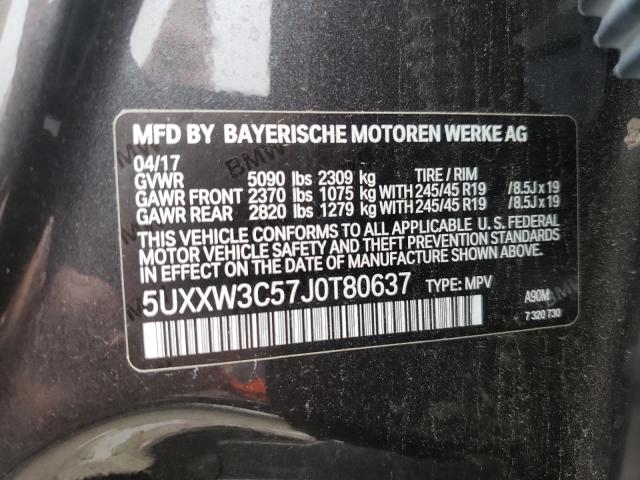 MFD BY BAYERISCHE MOTOREN WERKE AG
04/17
GVWR 5090 lbs 2309 kg TIRE / RIM
GAWR FRONT 2370 lbs 1075 kg WITH 245/45 R19 /8.5J x 19
GAWR REAR 2820 lbs 1279 kg WITH 245/45 R19 /8.5J x 19
THIS VEHICLE CONFORMS TO ALL APPLICABLE U. S. FEDERAL
MOTOR VEHICLE SAFETY AND THEFT PREVENTION STANDARDS
IN EFFECT ON THE DATE OF MANUFACTURE SHOWN ABOVE.
5UXXW3C57J0T80637 TYPE: MPV A90M
7 320 730